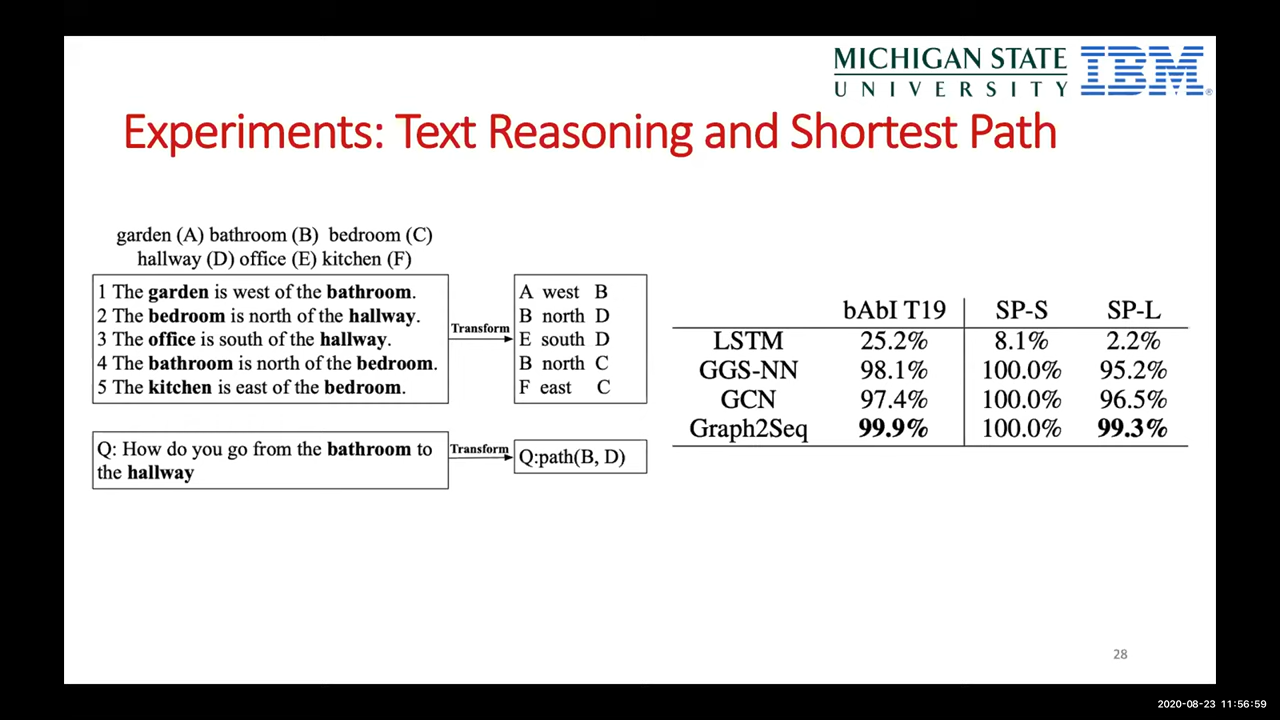 MICHIGAN STATE
UNIVERSITY
IBM®
Experiments: Text Reasoning and Shortest Path
garden (A) bathroom (B) bedroom (C)
hallway (D) office (E) kitchen (F)
1 The garden is west of the bathroom.
2 The bedroom is north of the hallway.
3 The office is south of the hallway.
4 The bathroom is north of the bedroom.
5 The kitchen is east of the bedroom.
Transform
A west B
B north D
E south D
B north C
F east C
Q: How do you go from the bathroom to
the hallway
Transform
Q:path(B, D)
bAbI T19 SP-S SP-L
LSTM 25.2% 8.1% 2.2%
GGS-NN 98.1% 100.0% 95.2%
GCN 97.4% 100.0% 96.5%
Graph2Seq 99.9% 100.0% 99.3%
28
2020-08-23 11:56:59